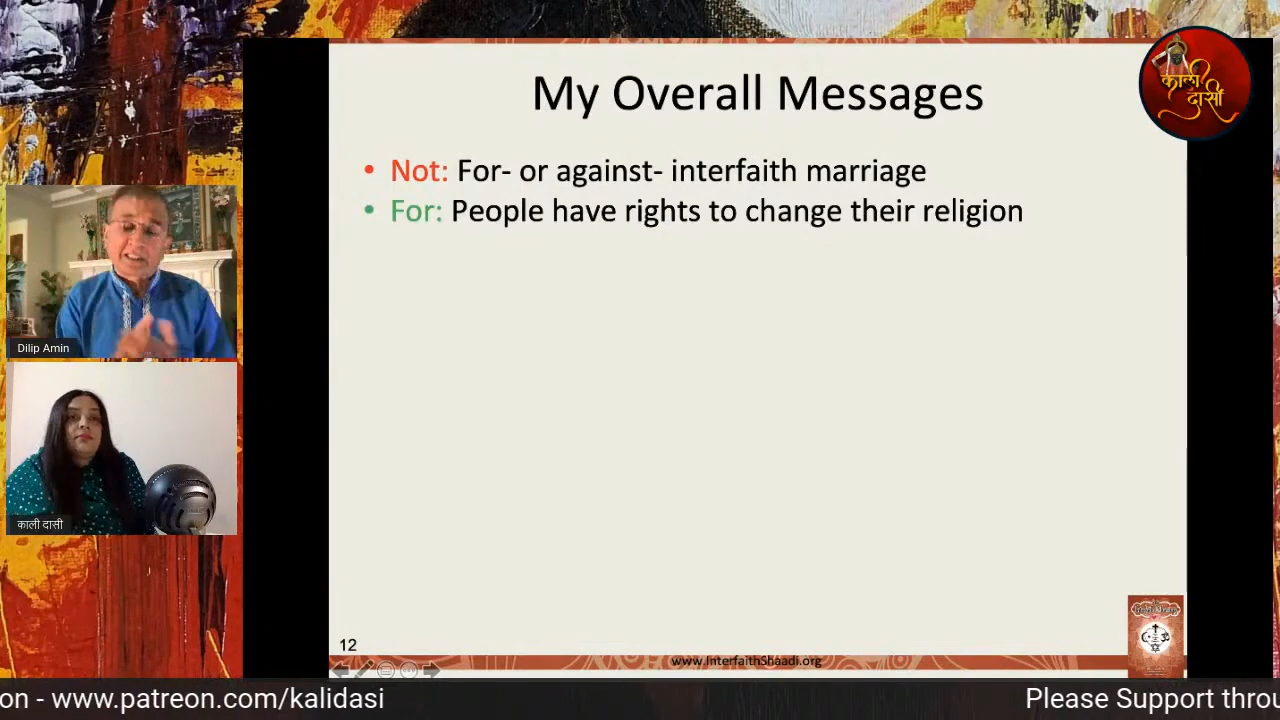 My Overall Messages
काली
दासी
• Not: For- or against- interfaith marriage
• For: People have rights to change their religion
Dilip Amin
काली दासी
12
www.InterfaithShaadi.org
on - www.patreon.com/kalidasi
Please Support throu